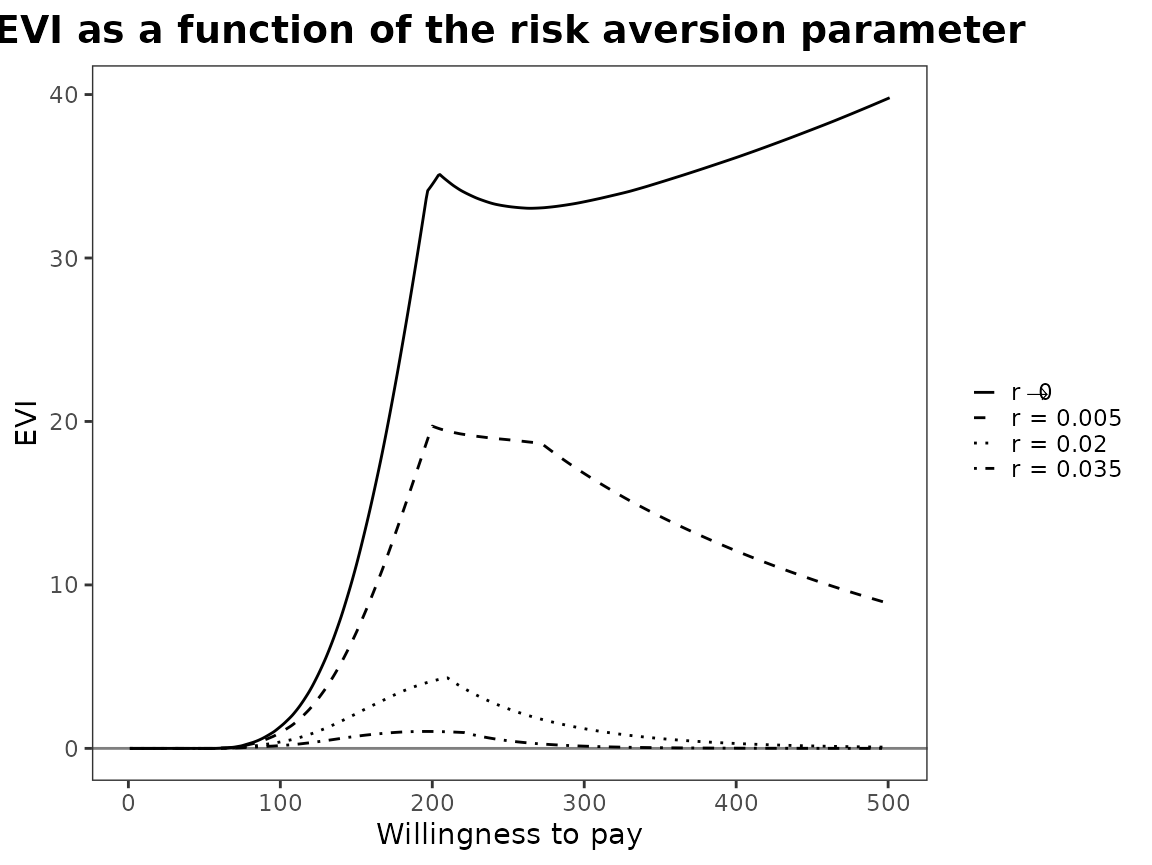 EVI as a function of the risk aversion parameter
40
30
20
10
0
EVI
0 100 200 300 400 500
Willingness to pay
r → 0
r = 0.005
r = 0.02
r = 0.035